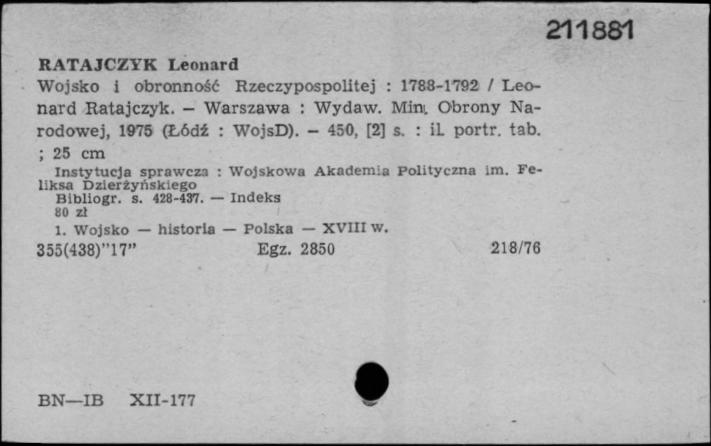 211881
RATAJCZYK Leonard
Wojsko i obronność Rzeczypospolitej : 1788-1792 / Leo-
nard Ratajczyk. — Warszawa : Wydaw. Min. Obrony Na-
rodowej, 1975 (Łódź : WojsD). — 450, [2] s. : il. portr. tab.
; 25 cm
Instytucja sprawcza : Wojskowa Akademia Polityczna im. Fe-
liksa Dzierżyńskiego
Bibliogr. s. 428-437. — Indeks
80 zł
1. Wojsko — historia — Polska — XVIII w.
355(438)"17" Egz. 2850 218/76
BN—IB XII-177